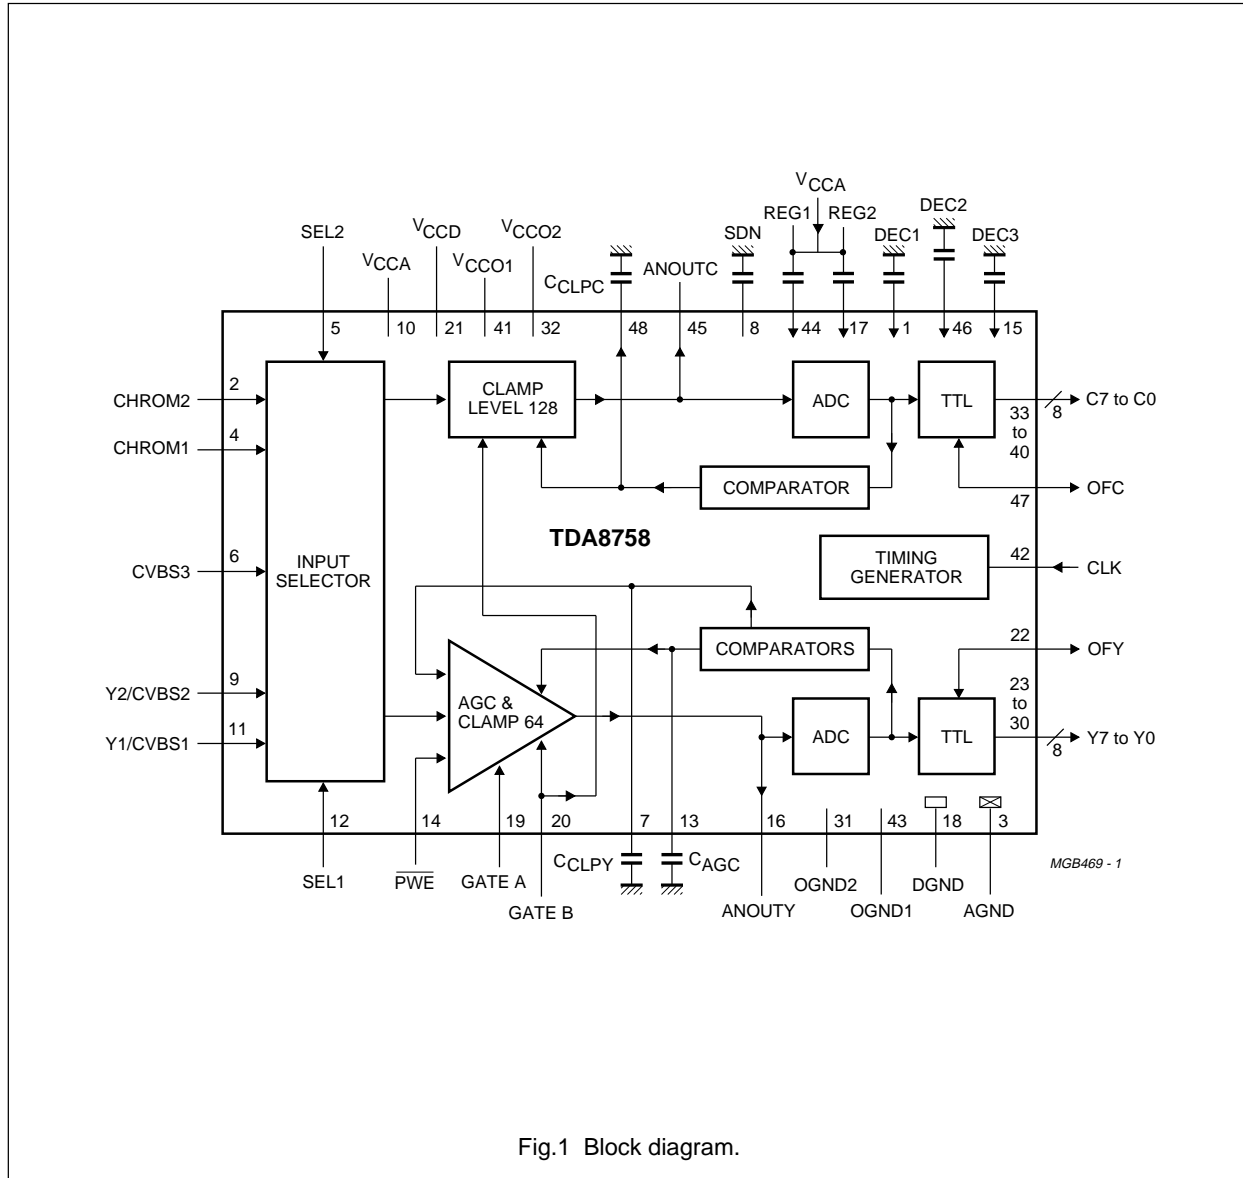 VCCA
DEC2
REG1
REG2
VCCD
VCCO2
SDN
DEC1
DEC3
SEL2
VCCA
VCCO1
CCLPC
ANOUTC
5
10
21
41
32
48
45
8
44
17
1
46
15
CHROM2
2
CLAMP
LEVEL 128
ADC
TTL
C7 to C0
8
33
to
40
CHROM1
4
COMPARATOR
OFC
47
TDA8758
CVBS3
6
INPUT
SELECTOR
TIMING
GENERATOR
42
CLK
COMPARATORS
22
OFY
Y2/CVBS2
9
AGC &
CLAMP 64
23
to
30
Y1/CVBS1
11
ADC
TTL
Y7 to Y0
8
12
14
19
20
7
13
16
31
43
18
3
MGB469 - 1
SEL1
PWE
GATE A
GATE B
CCLPY
CAGC
ANOUTY
OGND2
OGND1
DGND
AGND
Fig.1 Block diagram.